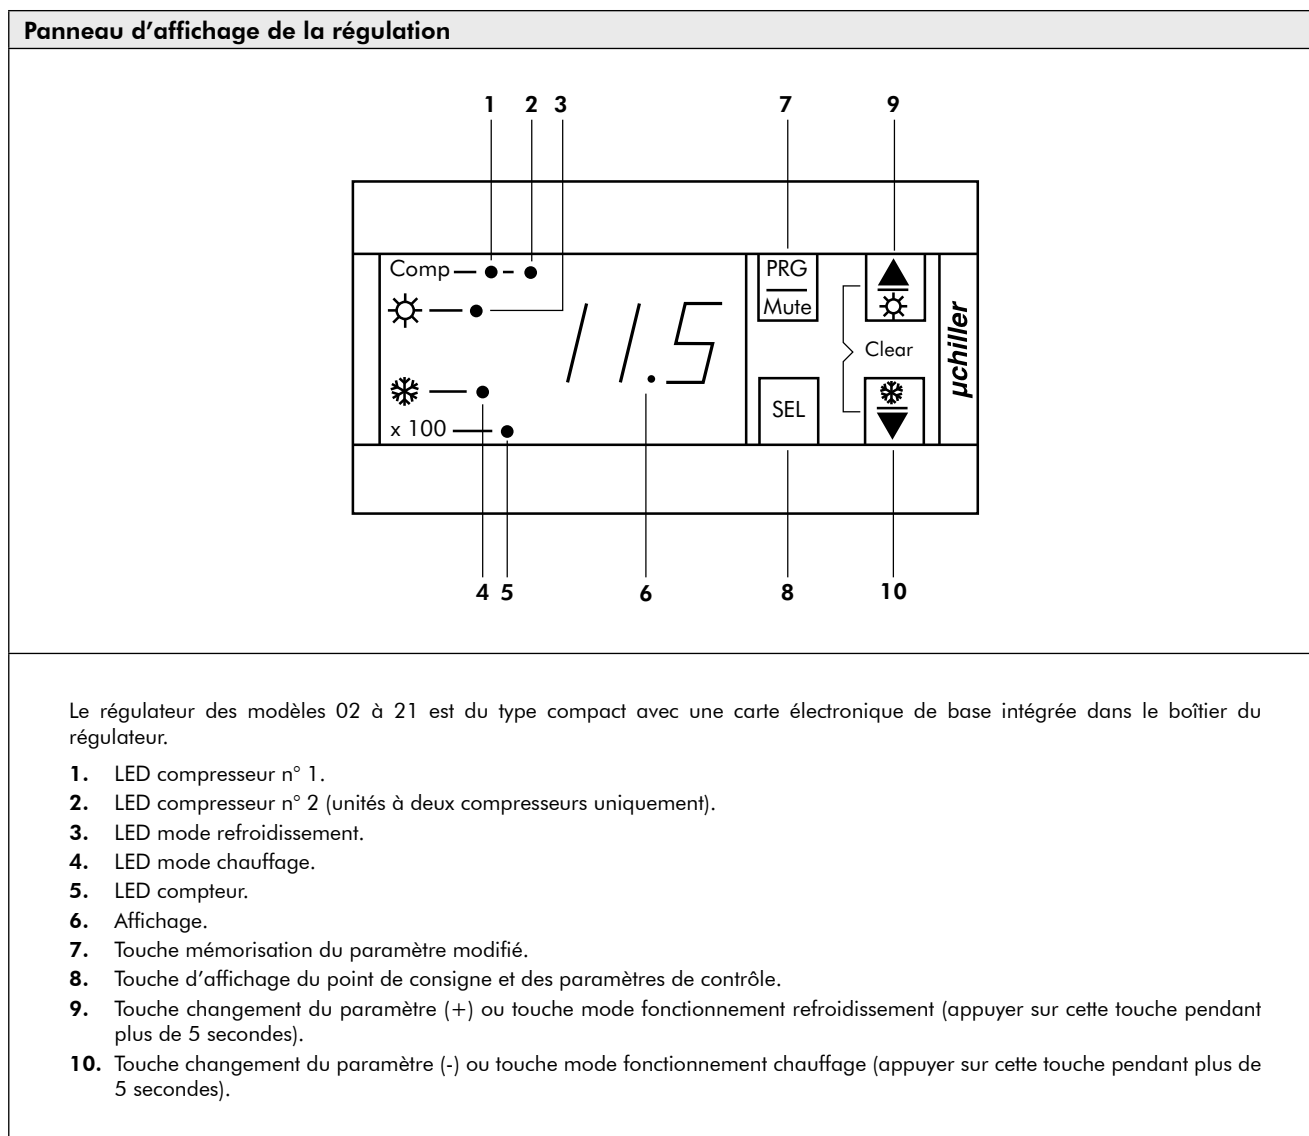 Panneau d'affichage de la régulation
1 2 3 7 9
Comp
PRG
Mute
11.5
Clear
µchiller
SEL
x 100
4 5 6 8 10
Le régulateur des modèles 02 à 21 est du type compact avec une carte électronique de base intégrée dans le boîtier du
régulateur.
1. LED compresseur n° 1.
2. LED compresseur n° 2 (unités à deux compresseurs uniquement).
3. LED mode refroidissement.
4. LED mode chauffage.
5. LED compteur.
6. Affichage.
7. Touche mémorisation du paramètre modifié.
8. Touche d'affichage du point de consigne et des paramètres de contrôle.
9. Touche changement du paramètre (+) ou touche mode fonctionnement refroidissement (appuyer sur cette touche pendant
plus de 5 secondes).
10. Touche changement du paramètre (-) ou touche mode fonctionnement chauffage (appuyer sur cette touche pendant plus de
5 secondes).